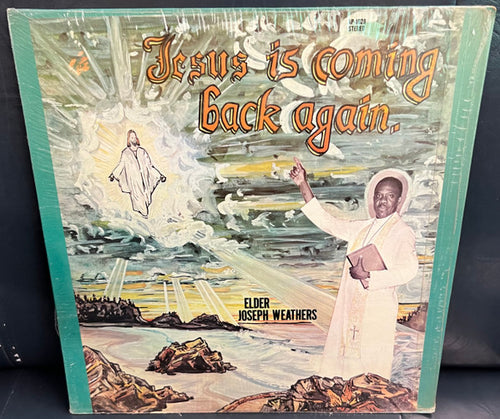 STEREO
Jesus is coming
back again.
ELDER
JOSEPH WEATHERS